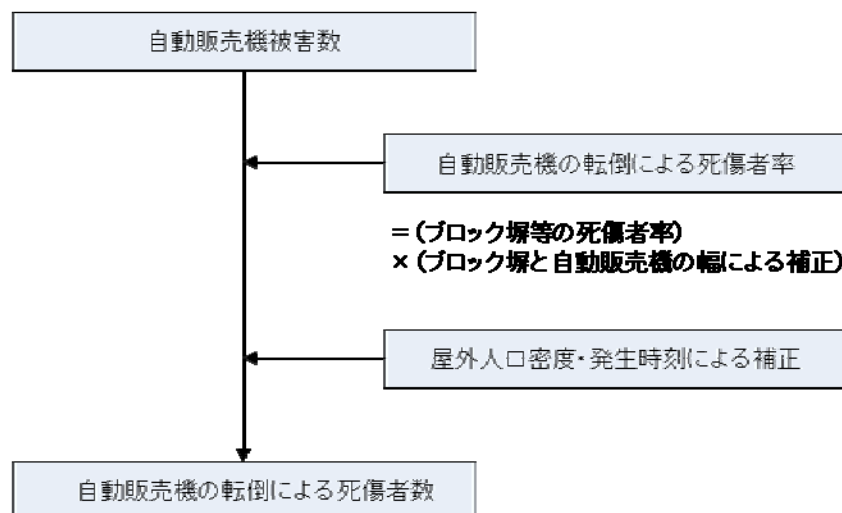 自動販売機被害数
自動販売機の転倒による死傷者率
＝(ブロック塀等の死傷者率)
×(ブロック塀と自動販売機の幅による補正)
屋外人口密度・発生時刻による補正
自動販売機の転倒による死傷者数